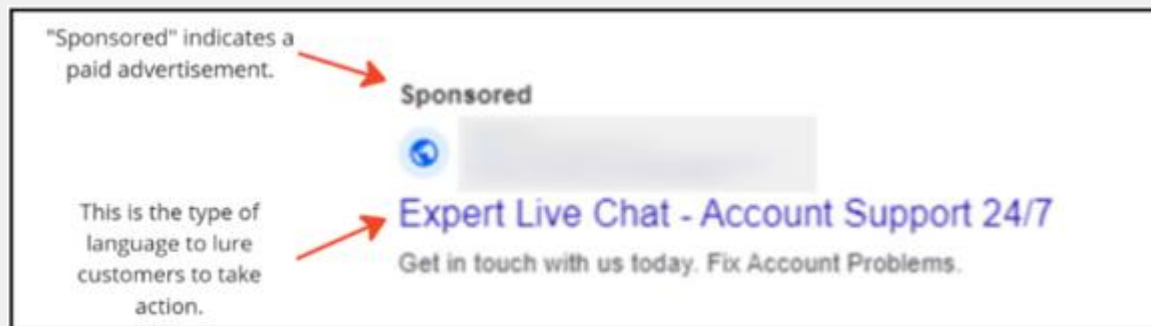 "Sponsored" indicates a
paid advertisement.
Sponsored
This is the type of
language to lure
customers to take
action.
Expert Live Chat - Account Support 24/7
Get in touch with us today. Fix Account Problems.